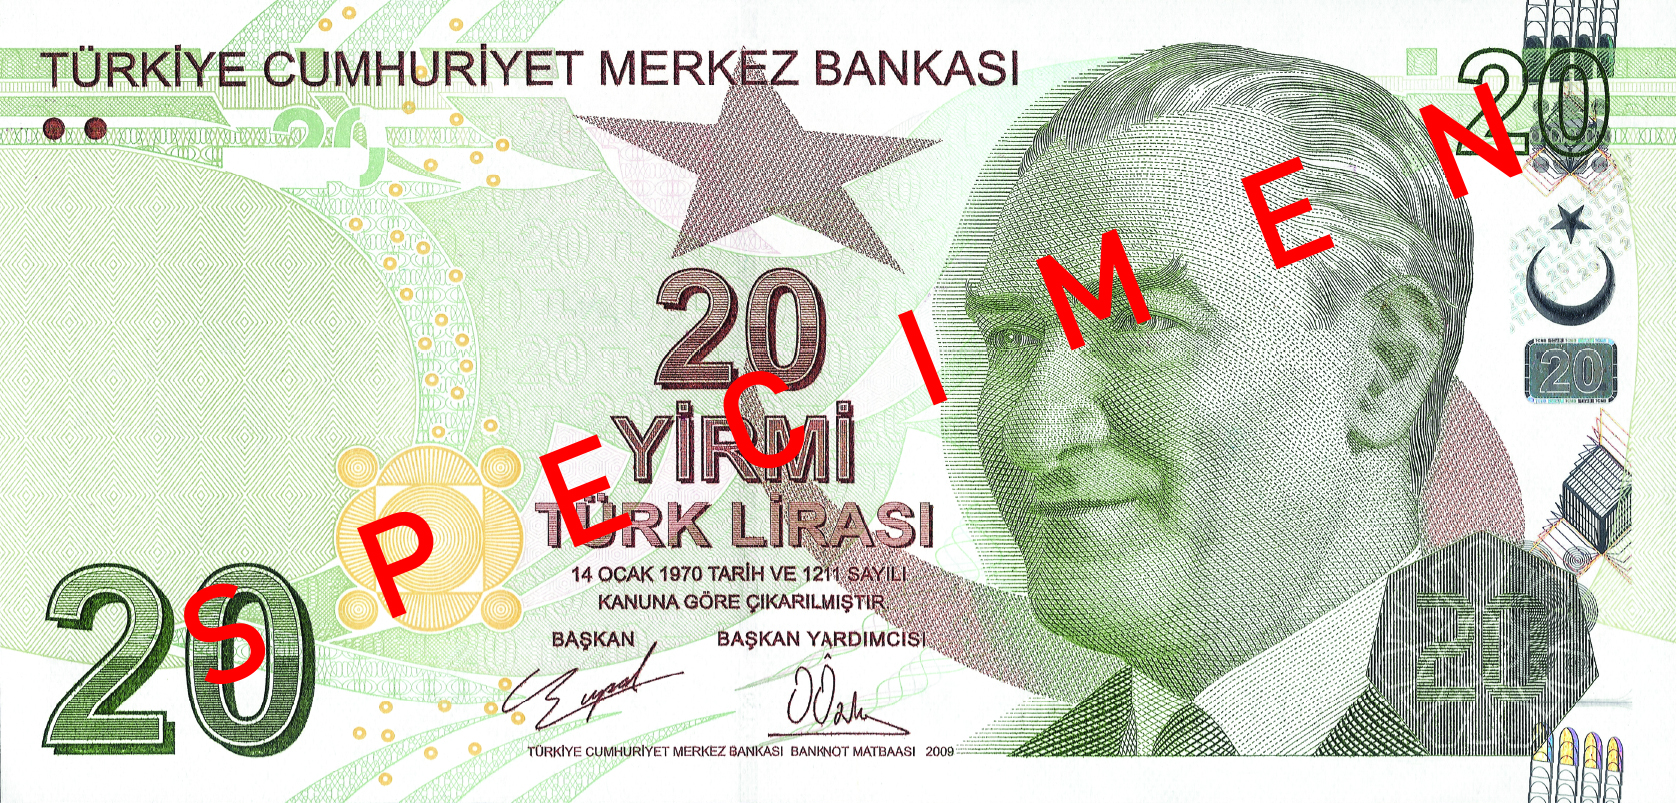 TÜRKİYE CUMHURİYET MERKEZ BANKASI
20
20
20
YİRMİ
TÜRK LİRASI
14 OCAK 1970 TARİH VE 1211 SAYILI
KANUNA GÖRE ÇIKARILMIŞTIR
BAŞKAN BAŞKAN YARDIMCISI
TÜRKİYE CUMHURİYET MERKEZ BANKASI BANKNOT MATBAASI 2009
20
20
20
SPECIMEN